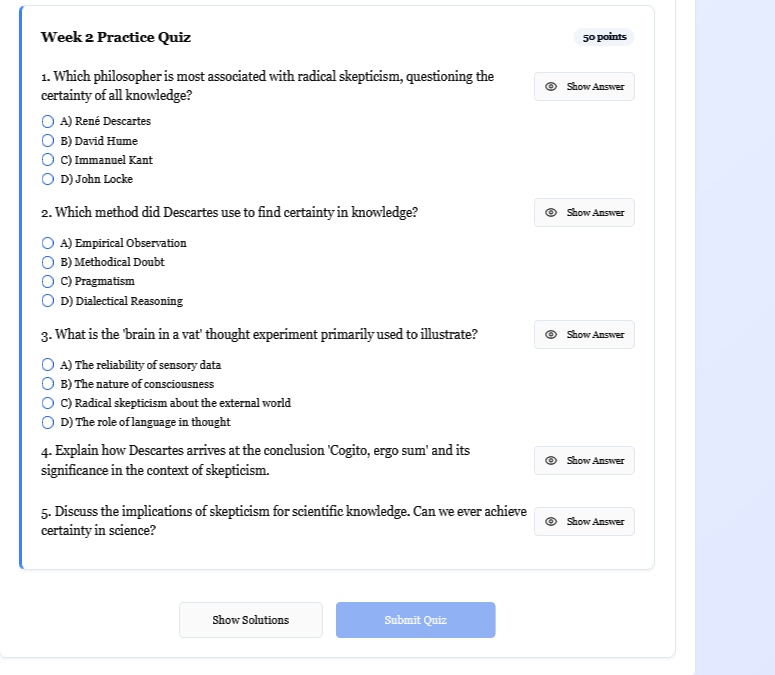 Week 2 Practice Quiz
50 points
1. Which philosopher is most associated with radical skepticism, questioning the
certainty of all knowledge?
Show Answer
A) René Descartes
B) David Hume
C) Immanuel Kant
D) John Locke
2. Which method did Descartes use to find certainty in knowledge?
Show Answer
A) Empirical Observation
B) Methodical Doubt
C) Pragmatism
D) Dialectical Reasoning
3. What is the 'brain in a vat' thought experiment primarily used to illustrate?
Show Answer
A) The reliability of sensory data
B) The nature of consciousness
C) Radical skepticism about the external world
D) The role of language in thought
4. Explain how Descartes arrives at the conclusion 'Cogito, ergo sum' and its
significance in the context of skepticism.
Show Answer
5. Discuss the implications of skepticism for scientific knowledge. Can we ever achieve
certainty in science?
Show Answer
Show Solutions
Submit Quiz